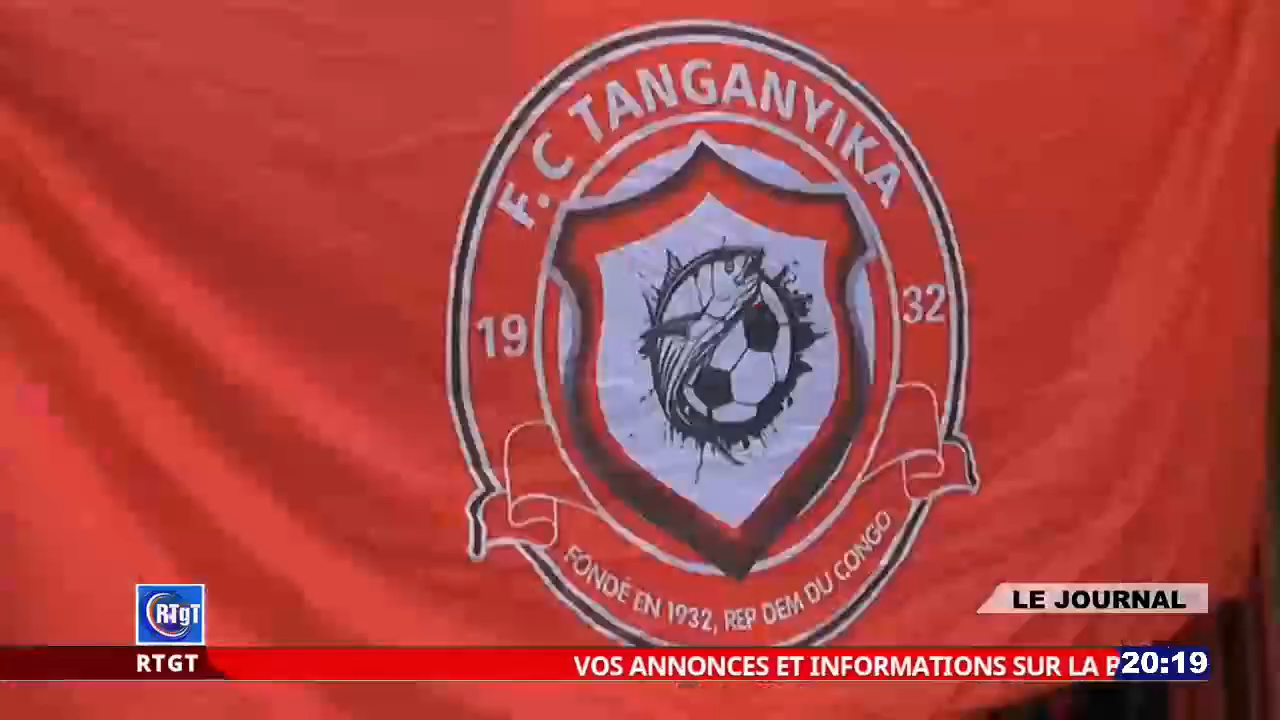 F.C TANGANYIKA
19 32
FONDÉ EN 1932, REP DEM DU CONGO
LE JOURNAL
RTgT
RTGT
VOS ANNONCES ET INFORMATIONS SUR LA
20:19